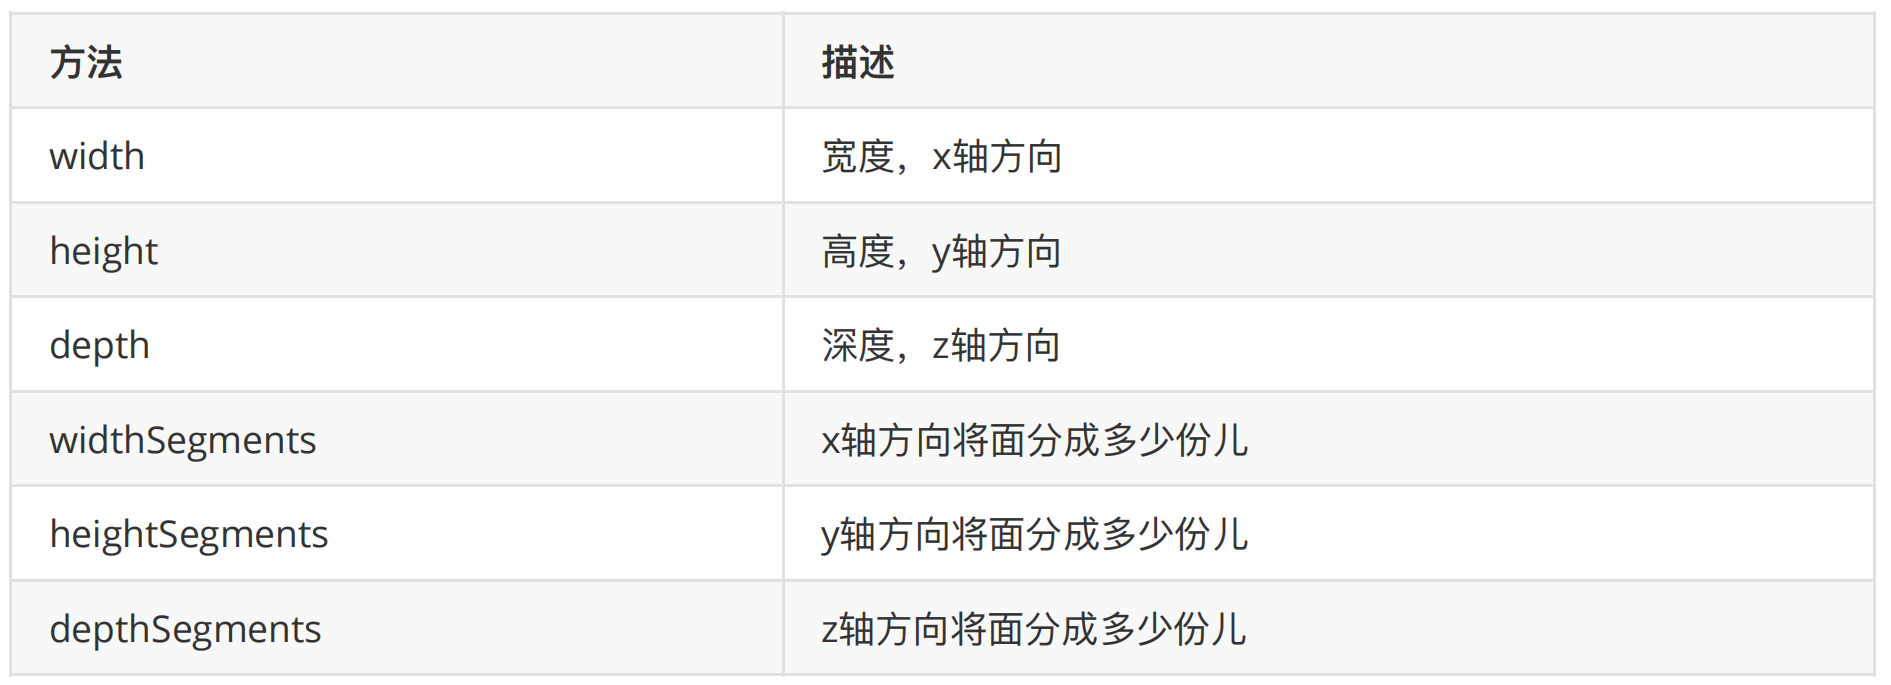 方法 描述
width 宽度，x轴方向
height 高度，y轴方向
depth 深度，z轴方向
widthSegments x轴方向将面分成多少份儿
heightSegments y轴方向将面分成多少份儿
depthSegments z轴方向将面分成多少份儿